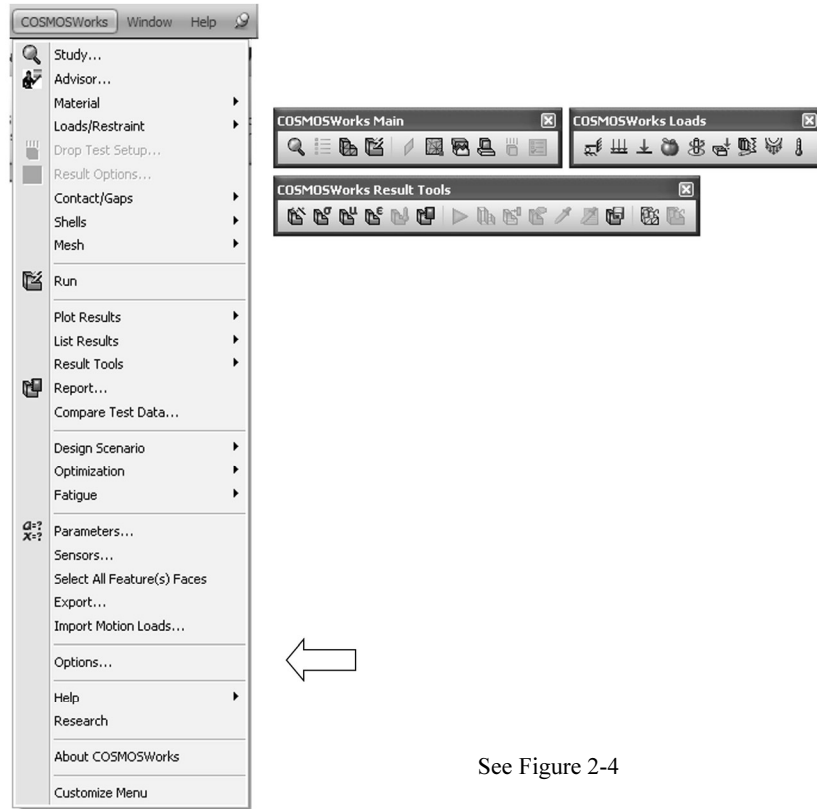 COSMOSWorks Window Help
Study...
Advisor...
Material
Loads/Restraint
Drop Test Setup...
Result Options...
Contact/Gaps
Shells
Mesh
Run
Plot Results
List Results
Result Tools
Report...
Compare Test Data...
Design Scenario
Optimization
Fatigue
Parameters...
Sensors...
Select All Feature(s) Faces
Export...
Import Motion Loads...
Options...
Help
Research
About COSMOSWorks
Customize Menu
COSMOSWorks Main
COSMOSWorks Loads
COSMOSWorks Result Tools
See Figure 2-4